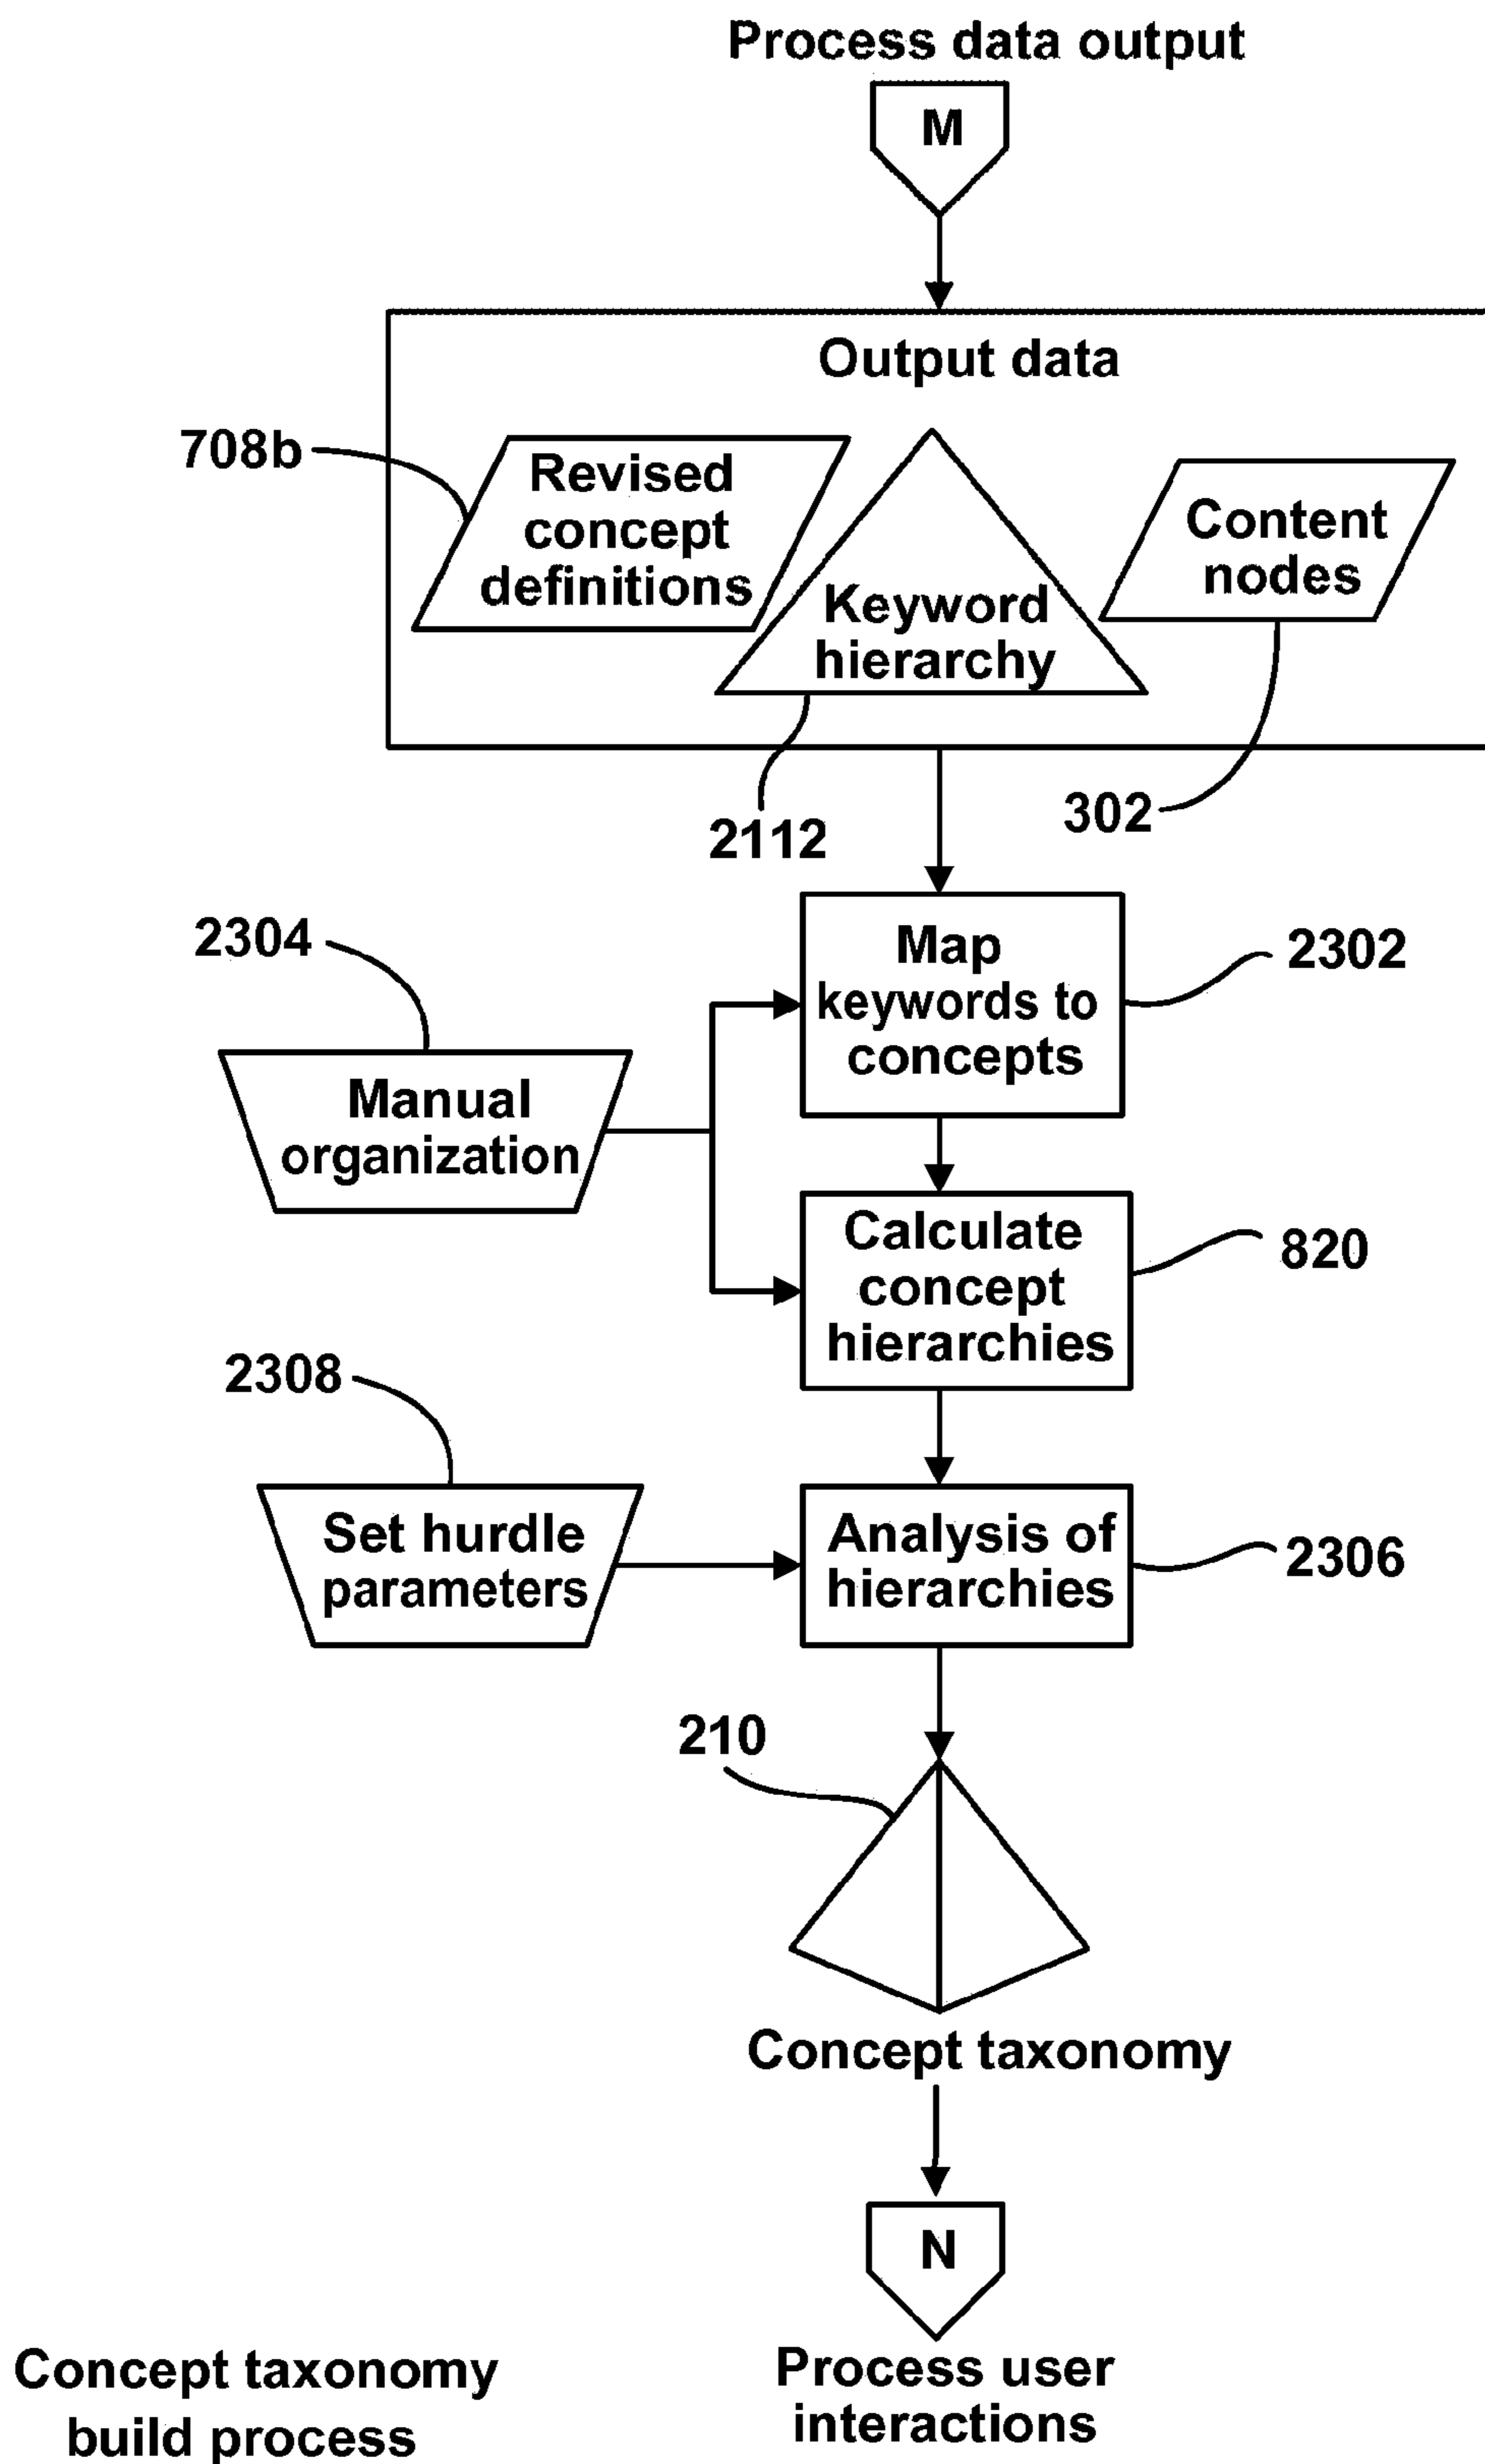 Process data output
M
Output data
708b
Revised
concept
definitions
Keyword
hierarchy
Content
nodes
2112
302
2304
Map
keywords to
concepts
2302
Manual
organization
Calculate
concept
hierarchies
820
2308
Set hurdle
parameters
Analysis of
hierarchies
2306
210
Concept taxonomy
N
Process user
interactions
Concept taxonomy
build process